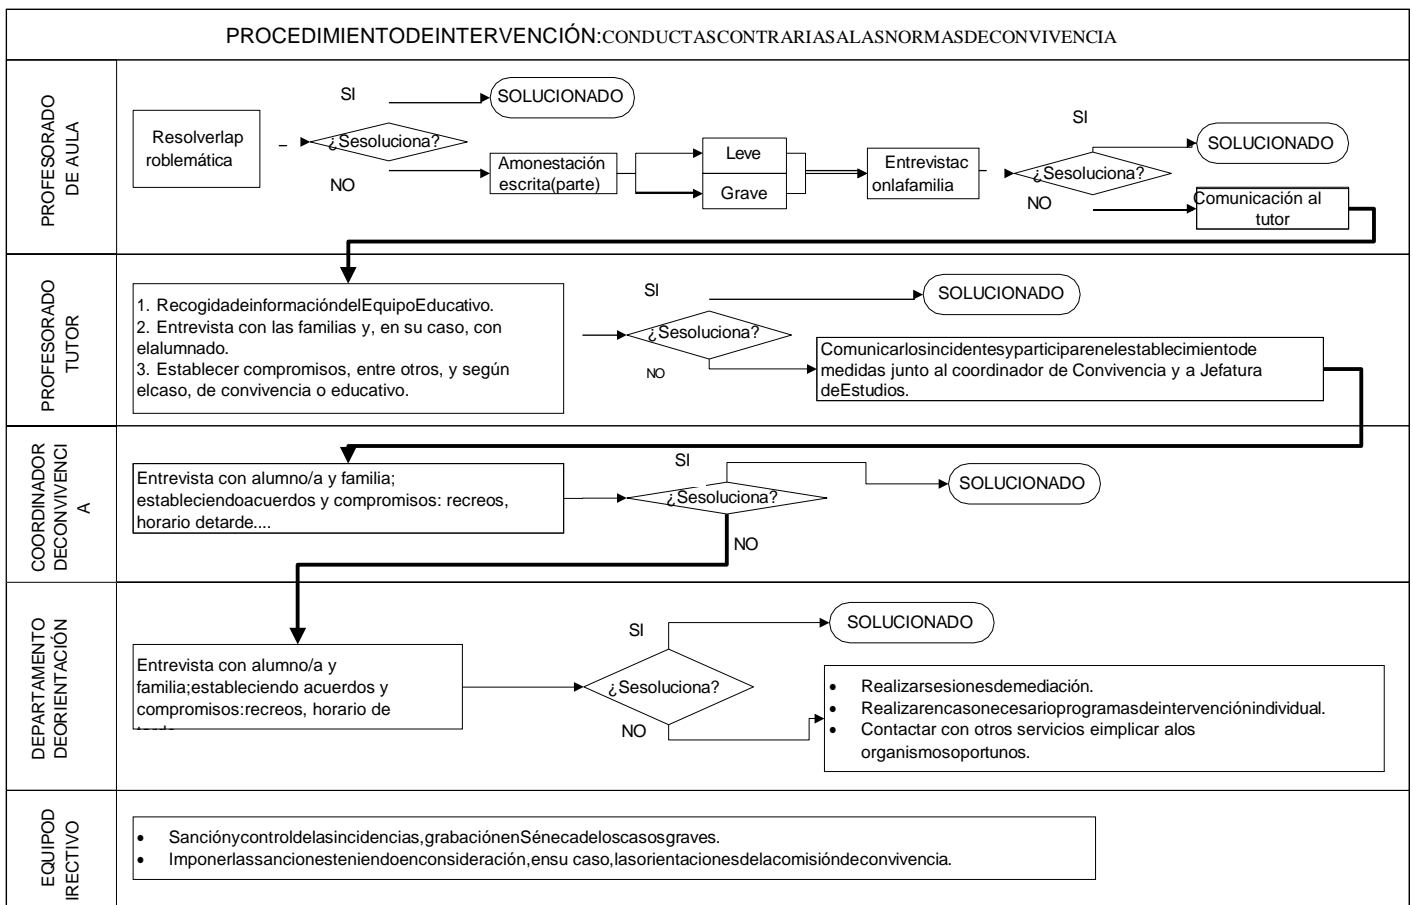 PROCEDIMIENTODEINTERVENCIÓN:CONDUCTASCONTRARIASALASNORMASDECONVIVENCIA
PROFESORADO
DE AULA
Resolverlap
roblemática
SI
¿Sesoluciona?
NO
SOLUCIONADO
Amonestación
escrita(parte)
Leve
Grave
Entrevistac
onlafamilia
SI
¿Sesoluciona?
NO
SOLUCIONADO
Comunicación al
tutor
PROFESORADO
TUTOR
1. RecogidadeinformacióndelEquipoEducativo.
2. Entrevista con las familias y, en su caso, con
elalumnado.
3. Establecer compromisos, entre otros, y según
elcaso, de convivencia o educativo.
SI
¿Sesoluciona?
NO
SOLUCIONADO
Comunicarlosincidentesyparticiparenelestablecimientode
medidas junto al coordinador de Convivencia y a Jefatura
deEstudios.
COORDINADOR
DECONVIVENCI
A
Entrevista con alumno/a y familia;
estableciendoacuerdos y compromisos: recreos,
horario detarde....
SI
¿Sesoluciona?
NO
SOLUCIONADO
DEPARTAMENTO
DEORIENTACIÓN
Entrevista con alumno/a y
familia;estableciendo acuerdos y
compromisos:recreos, horario de
SI
¿Sesoluciona?
NO
SOLUCIONADO
• Realizarsesionesdemediación.
• Realizarencasonecesarioprogramasdeintervenciónindividual.
• Contactar con otros servicios eimplicar alos
organismosoportunos.
EQUIPOD
IRECTIVO
• Sanciónycontroldelasincidencias,grabaciónenSénecadeloscasosgraves.
• Imponerlassancionesteniendoenconsideración,ensu caso,lasorientacionesdelacomisióndeconvivencia.